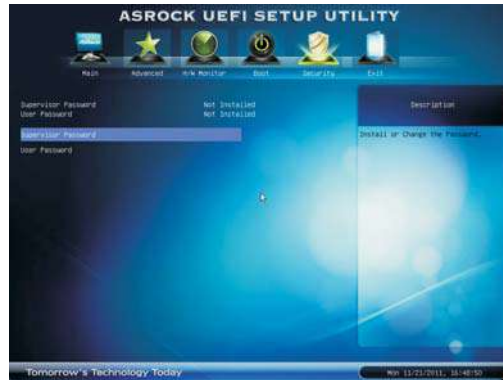 ASROCK UEFI SETUP UTILITY
Main Advanced H/W Monitor Boot Security Exit
Supervisor Password Not Installed
User Password Not Installed
Supervisor Password
User Password
Description
Install or Change the Password.
Tomorrow's Technology Today
Mon 11/21/2011, 16:48:50